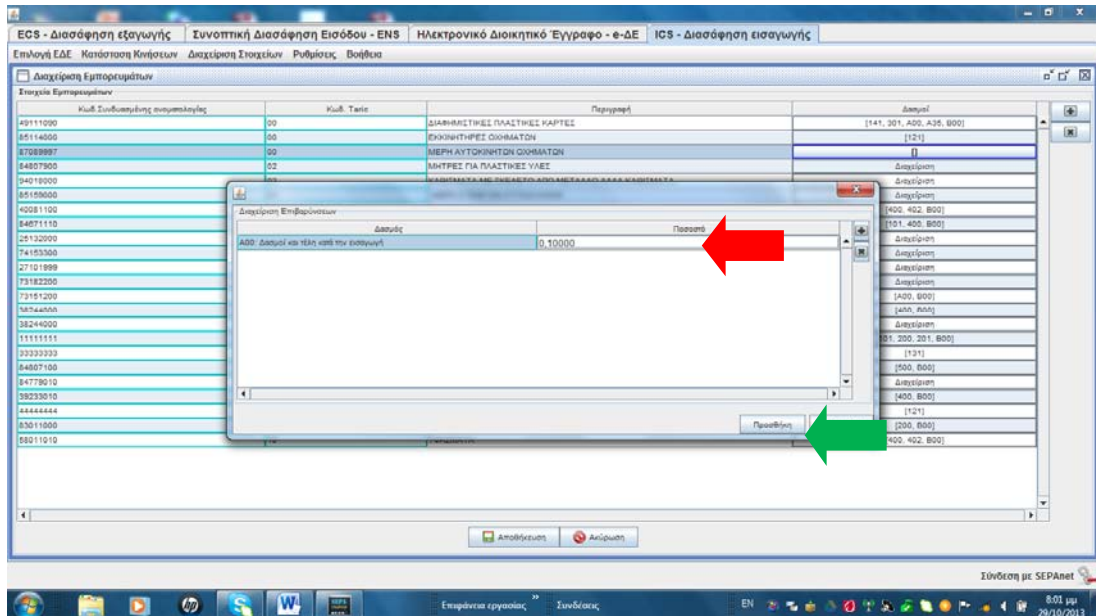 ECS - Διασάφηση εξαγωγής Συνοπτική Διασάφηση Εισόδου - ENS Ηλεκτρονικό Διοικητικό Έγγραφο - e-ΔΕ ICS - Διασάφηση εισαγωγής
Επιλογή ΕΔΕ Κατάσταση Κινήσεων Διαχείριση Στοιχείων Ρυθμίσεις Βοήθεια
Διαχείριση Εμπορευμάτων
Στοιχεία Εμπορευμάτων
Κωδ.Συνδυασμένης ονοματολογίας Κωδ. Taric Περιγραφή Δασμοί
49111090 00 ΔΙΑΦΗΜΙΣΤΙΚΕΣ ΠΛΑΣΤΙΚΕΣ ΚΑΡΤΕΣ [141, 301, A00, A35, B00]
85114000 00 ΕΚΚΙΝΗΤΗΡΕΣ ΟΧΗΜΑΤΩΝ [121]
87089997 00 ΜΕΡΗ ΑΥΤΟΚΙΝΗΤΩΝ ΟΧΗΜΑΤΩΝ []
84807900 02 ΜΗΤΡΕΣ ΓΙΑ ΠΛΑΣΤΙΚΕΣ ΥΛΕΣ Διαχείριση
94018000 Διαχείριση
85159000 Διαχείριση
40081100 [400, 402, B00]
84671110 [101, 400, B00]
25132000 Διαχείριση
74153300 Διαχείριση
27101999 Διαχείριση
73182200 Διαχείριση
73151200 [A00, B00]
38244000 [400, B00]
38244000 Διαχείριση
11111111 101, 200, 201, B00]
33333333 [131]
84807100 [500, B00]
84779010 Διαχείριση
39233010 [400, B00]
44444444 [121]
83011000 [200, B00]
58011010 [400, 402, B00]
Διαχείριση Επιβαρύνσεων
Δασμός Ποσοστό
A00: Δασμοί και τέλη κατά την εισαγωγή 0,10000
Προσθήκη
Αποθήκευση Ακύρωση
Σύνδεση με SEPAnet
Επιφάνεια εργασίας Συνδέσεις EN 8:01 μμ
29/10/2013